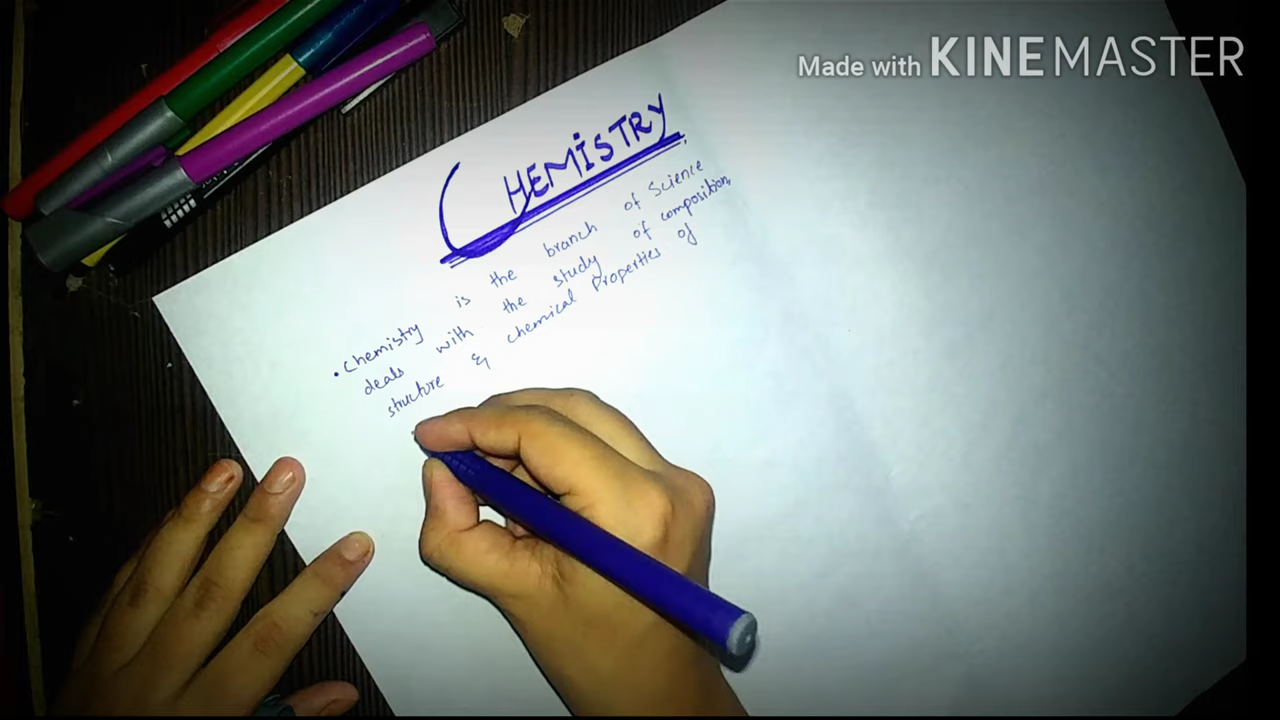 Made with KINEMASTER
CHEMiSTRY
• Chemistry is the branch of Science
deals with the study of composition,
structure & chemical Properties of